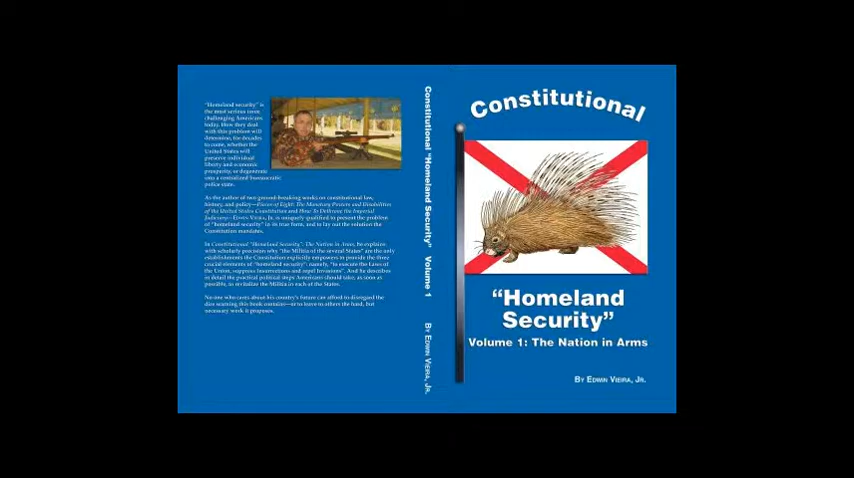 "Homeland security" is
the most serious issue
challenging Americans
today. How they deal
with this problem will
determine, for decades
to come, whether the
United States will
preserve individual
liberty and economic
prosperity, or degenerate
into a centralized bureaucratic
police state.
As the author of two ground-breaking works on constitutional law,
history, and policy—Pieces of Eight: The Monetary Powers and Disabilities
of the United States Constitution and How To Dethrone the Imperial
Judiciary—EDWIN VIEIRA, JR. is uniquely qualified to present the problem
of "homeland security" in its true form, and to lay out the solution the
Constitution mandates.
In Constitutional "Homeland Security": The Nation in Arms, he explains
with scholarly precision why "the Militia of the several States" are the only
establishments the Constitution explicitly empowers to provide the three
crucial elements of "homeland security": namely, "to execute the Laws of
the Union, suppress Insurrections and repel Invasions". And he describes
in detail the practical political steps Americans should take, as soon as
possible, to revitalize the Militia in each of the States.
No one who cares about his country's future can afford to disregard the
dire warning this book contains—or to leave to others the hard, but
necessary work it proposes.
Constitutional "Homeland Security" Volume 1 BY EDWIN VIEIRA, JR.
Constitutional
"Homeland
Security"
Volume 1: The Nation in Arms
BY EDWIN VIEIRA, JR.